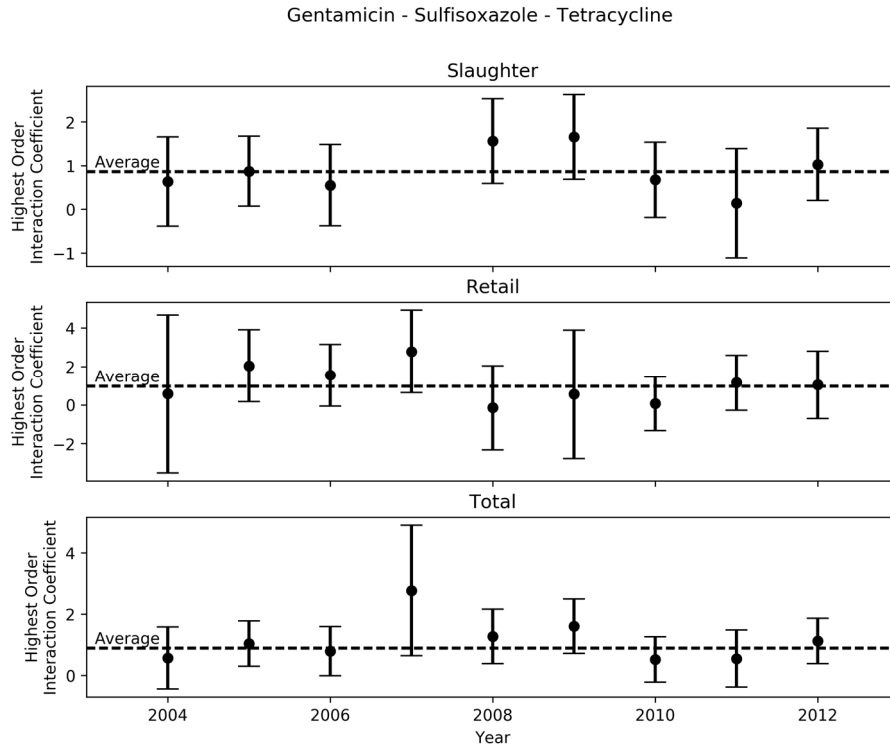 Gentamicin - Sulfisoxazole - Tetracycline
Slaughter
Highest Order
Interaction Coefficient
2
1
0
−1
Average
Retail
Highest Order
Interaction Coefficient
4
2
0
−2
Average
Total
Highest Order
Interaction Coefficient
4
2
0
Average
2004 2006 2008 2010 2012
Year